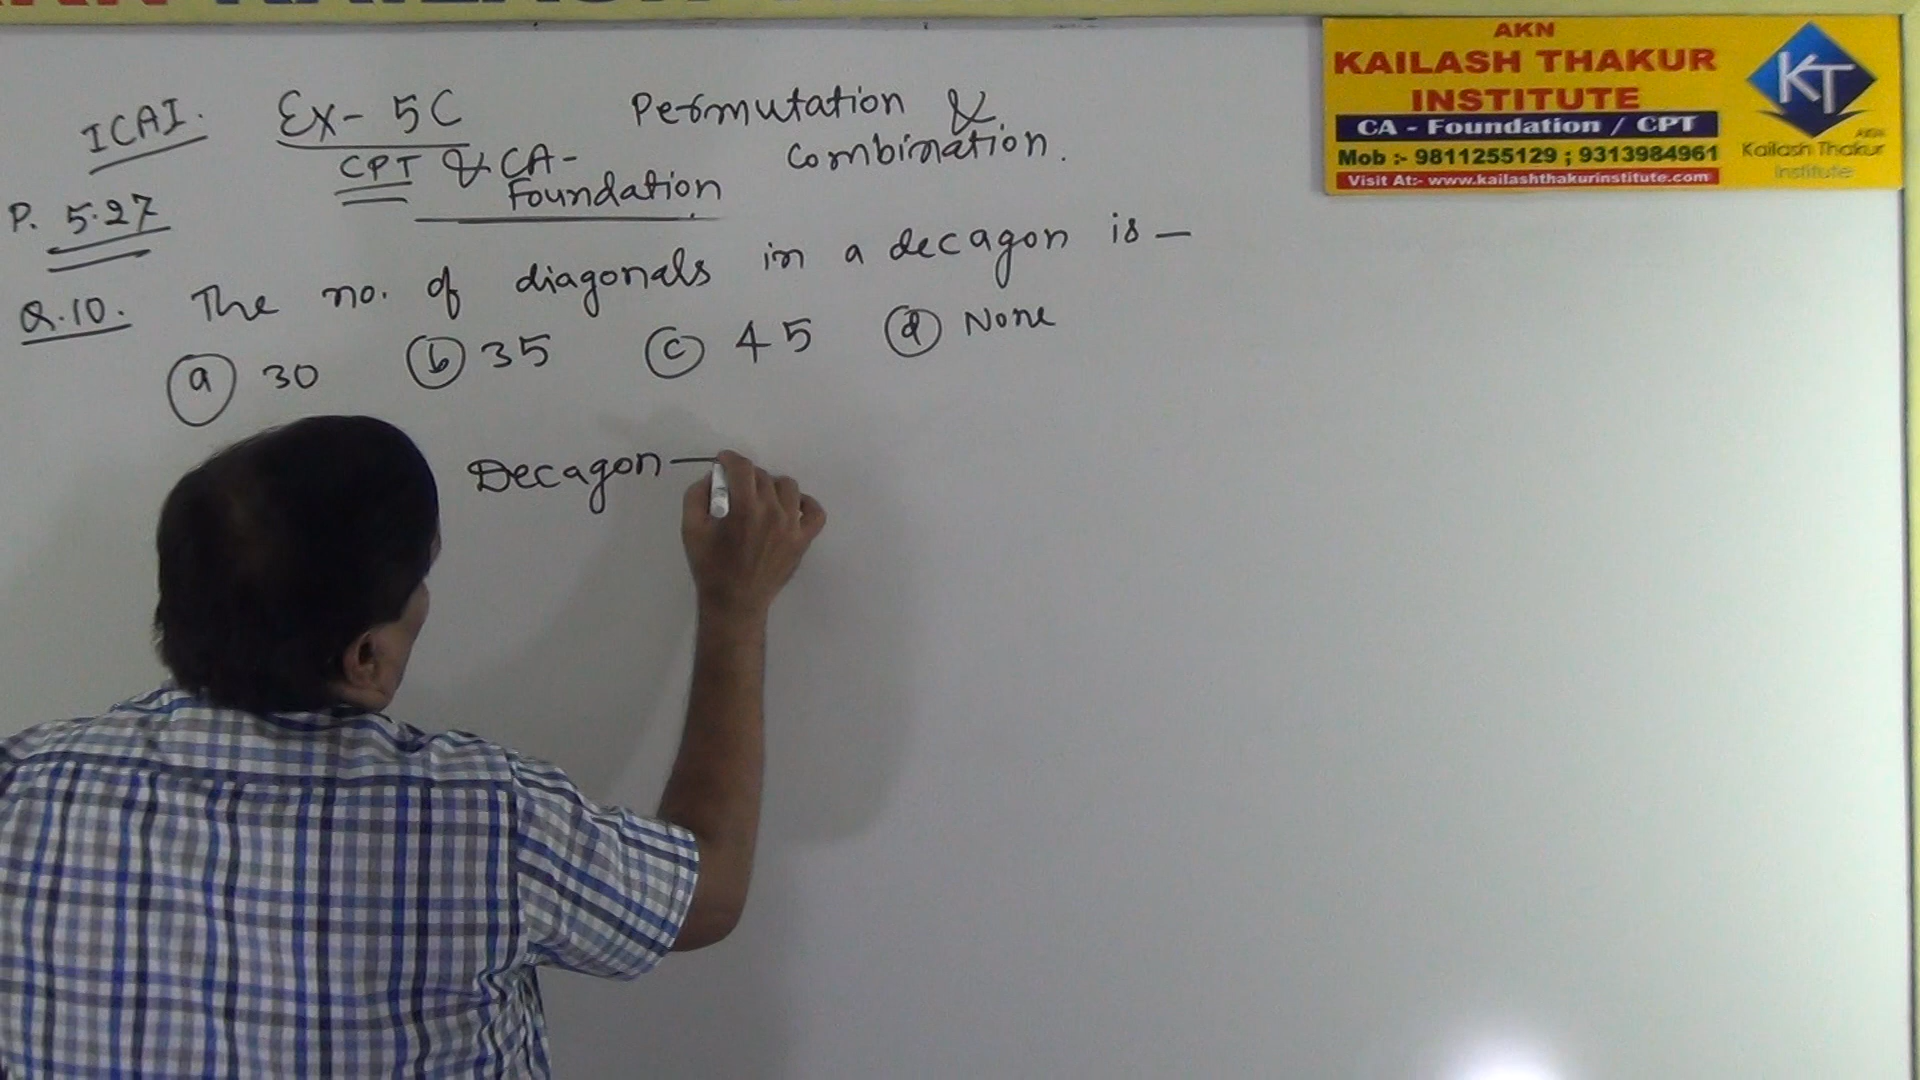 ICAI. Ex- 5C Permutation &
CPT & CA- Combination.
Foundation
P. 5.27
Q.10. The no. of diagonals in a decagon is —
(a) 30 (b) 35 (c) 45 (d) None
Decagon —
AKN
KAILASH THAKUR
INSTITUTE
CA - Foundation / CPT
Mob :- 9811255129 ; 9313984961
Visit At:- www.kailashthakurinstitute.com
KT
AKN
Kailash Thakur
Institute